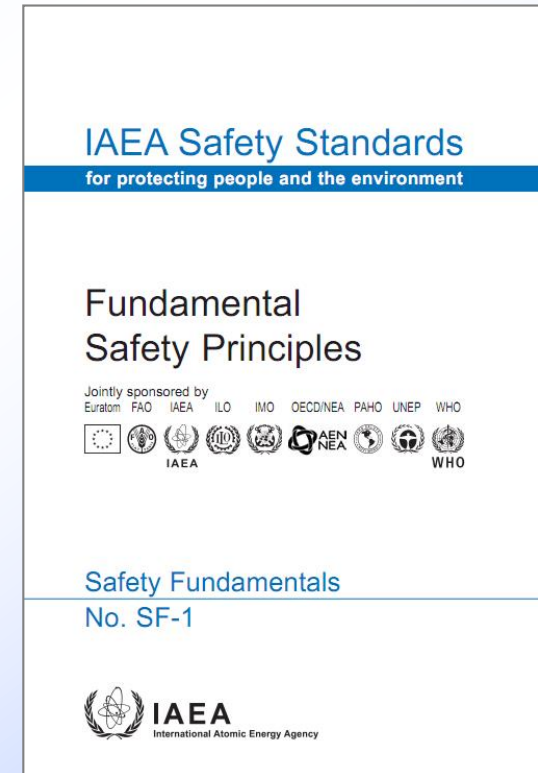 IAEA Safety Standards
for protecting people and the environment
Fundamental
Safety Principles
Jointly sponsored by
Euratom FAO IAEA ILO IMO OECD/NEA PAHO UNEP WHO
AEN
NEA
IAEA
WHO
Safety Fundamentals
No. SF-1
IAEA
International Atomic Energy Agency